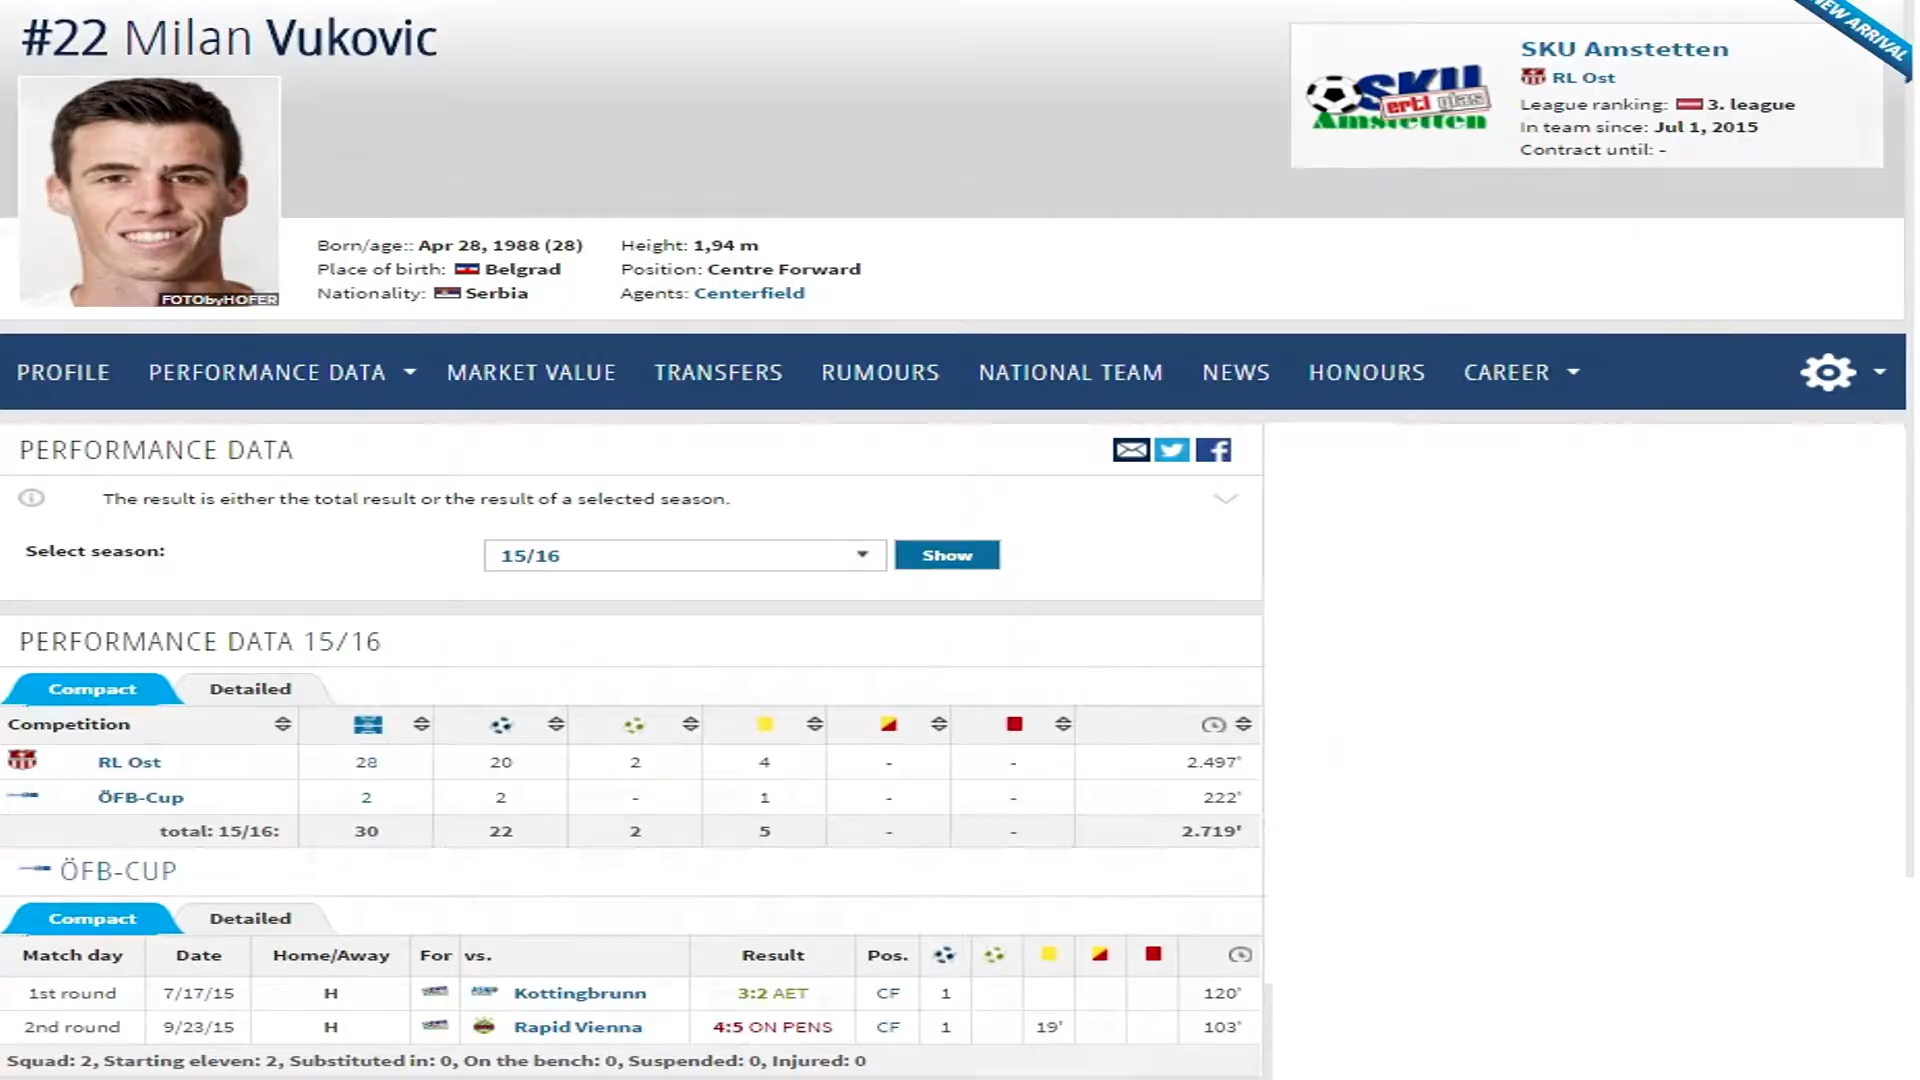 #22 Milan Vukovic
NEW ARRIVAL
SKU Amstetten
SKU
ertl glas
Amstetten
RL Ost
League ranking: 3. league
In team since: Jul 1, 2015
Contract until: -
FOTObyHOFER
Born/age:: Apr 28, 1988 (28)
Height: 1,94 m
Place of birth: Belgrad
Position: Centre Forward
Nationality: Serbia
Agents: Centerfield
PROFILE PERFORMANCE DATA MARKET VALUE TRANSFERS RUMOURS NATIONAL TEAM NEWS HONOURS CAREER
PERFORMANCE DATA
The result is either the total result or the result of a selected season.
Select season: 15/16 Show
PERFORMANCE DATA 15/16
Compact Detailed
Competition
RL Ost 28 20 2 4 - - 2.497'
ÖFB-Cup 2 2 - 1 - - 222'
total: 15/16: 30 22 2 5 - - 2.719'
ÖFB-CUP
Compact Detailed
Match day Date Home/Away For vs. Result Pos.
1st round 7/17/15 H Kottingbrunn 3:2 AET CF 1 120'
2nd round 9/23/15 H Rapid Vienna 4:5 ON PENS CF 1 19' 103'
Squad: 2, Starting eleven: 2, Substituted in: 0, On the bench: 0, Suspended: 0, Injured: 0